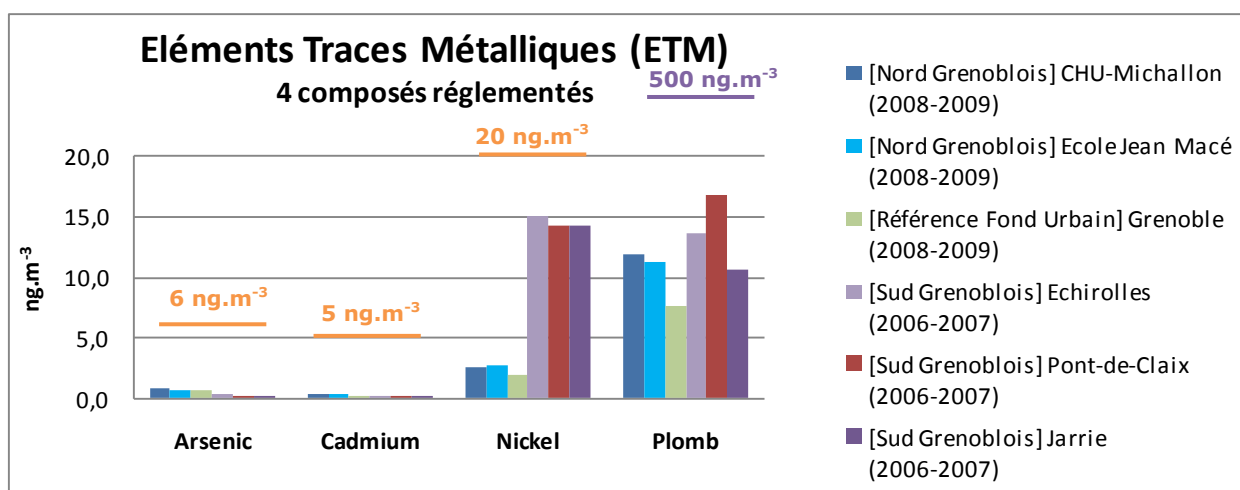 Eléments Traces Métalliques (ETM)
4 composés réglementés
500 ng.m-3
20 ng.m-3
6 ng.m-3
5 ng.m-3
ng.m-3
20,0
15,0
10,0
5,0
0,0
Arsenic
Cadmium
Nickel
Plomb
[Nord Grenoblois] CHU-Michallon
(2008-2009)
[Nord Grenoblois] Ecole Jean Macé
(2008-2009)
[Référence Fond Urbain] Grenoble
(2008-2009)
[Sud Grenoblois] Echirolles
(2006-2007)
[Sud Grenoblois] Pont-de-Claix
(2006-2007)
[Sud Grenoblois] Jarrie
(2006-2007)